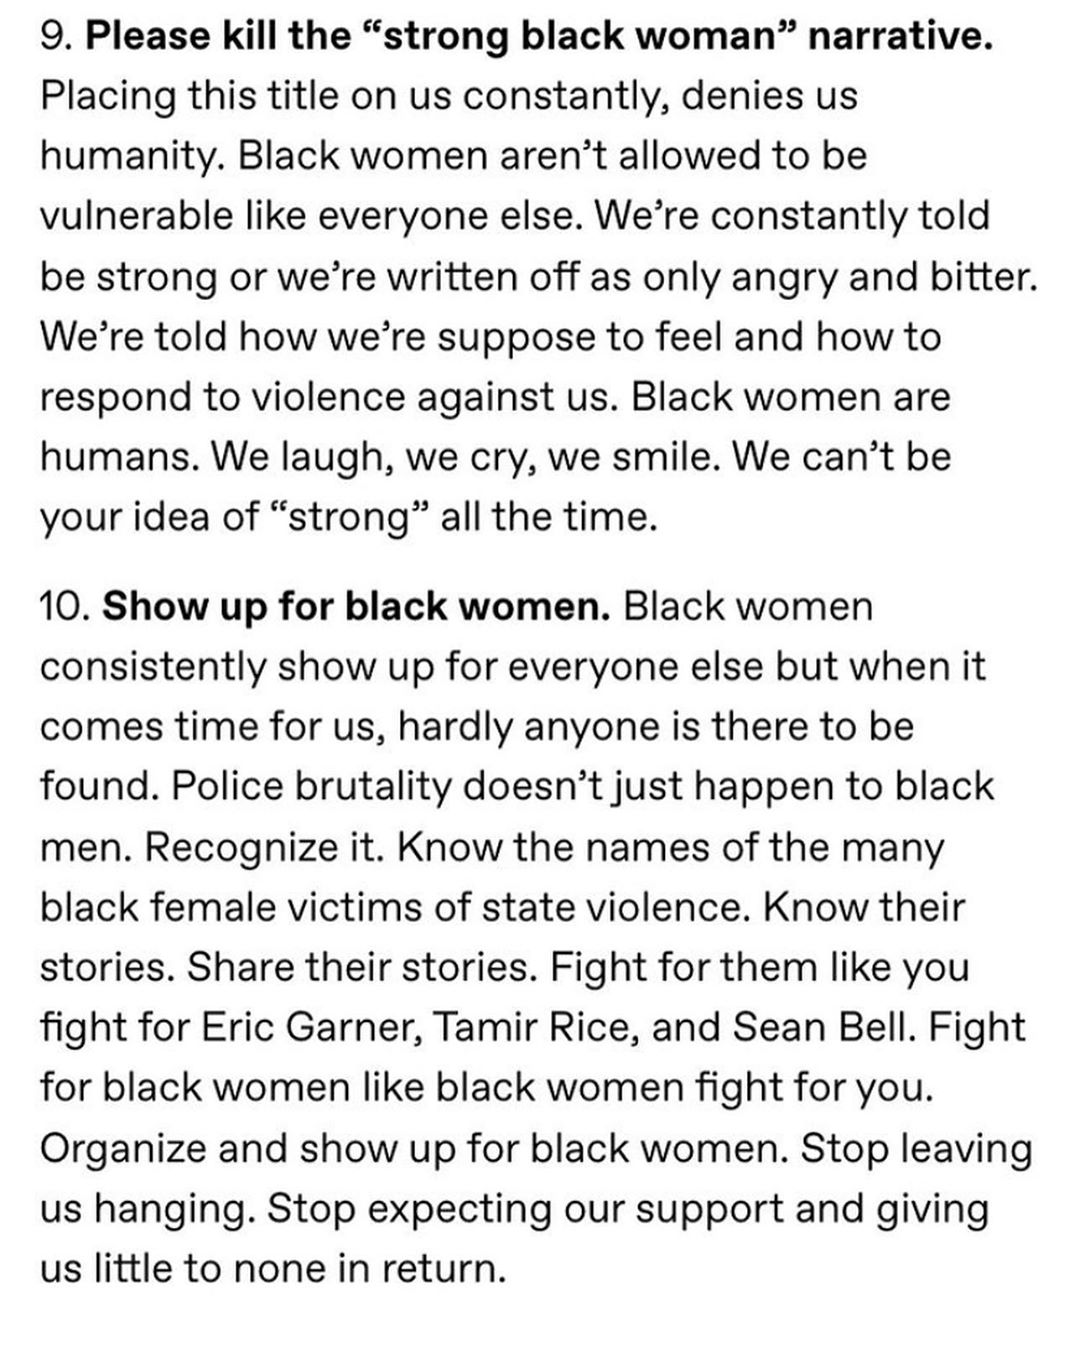 9. Please kill the “strong black woman” narrative.
Placing this title on us constantly, denies us
humanity. Black women aren’t allowed to be
vulnerable like everyone else. We’re constantly told
be strong or we’re written off as only angry and bitter.
We’re told how we’re suppose to feel and how to
respond to violence against us. Black women are
humans. We laugh, we cry, we smile. We can’t be
your idea of “strong” all the time.
10. Show up for black women. Black women
consistently show up for everyone else but when it
comes time for us, hardly anyone is there to be
found. Police brutality doesn’t just happen to black
men. Recognize it. Know the names of the many
black female victims of state violence. Know their
stories. Share their stories. Fight for them like you
fight for Eric Garner, Tamir Rice, and Sean Bell. Fight
for black women like black women fight for you.
Organize and show up for black women. Stop leaving
us hanging. Stop expecting our support and giving
us little to none in return.